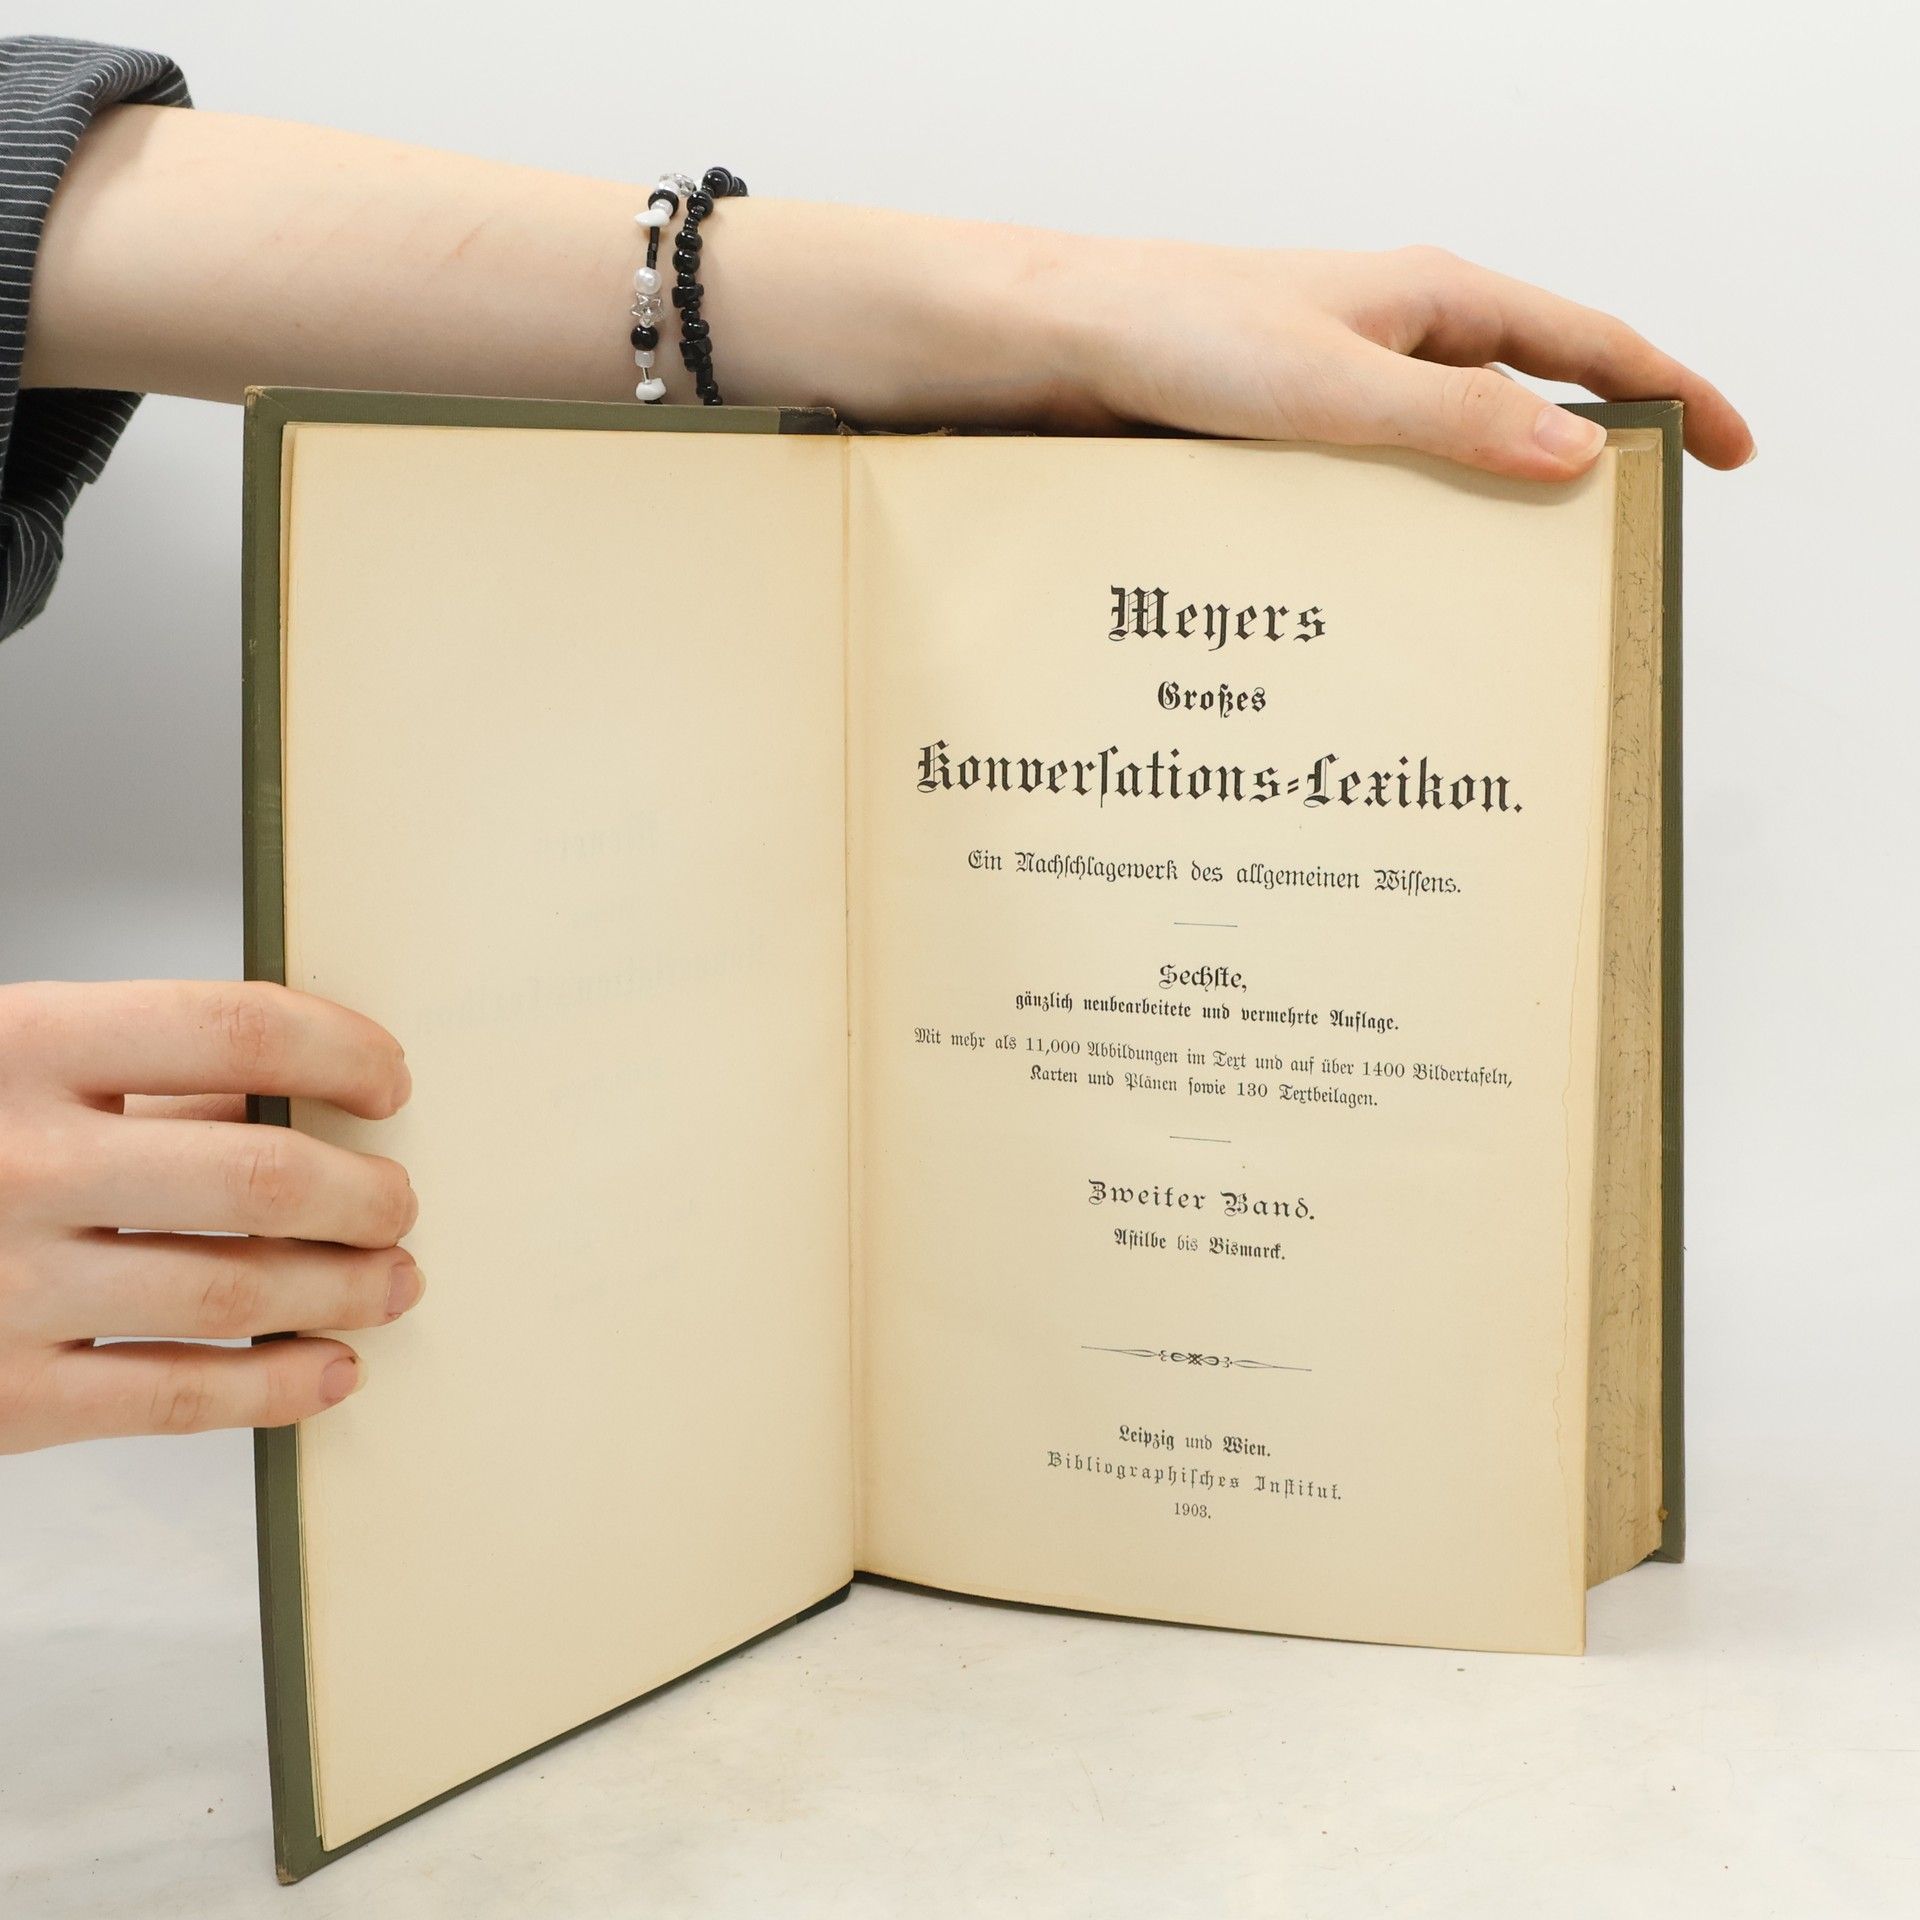 Meyers
Großes
Konverſations-Lexikon.
Ein Nachſchlagewerk des allgemeinen Wiſſens.
Sechſte,
gänzlich neubearbeitete und vermehrte Auflage.
Mit mehr als 11,000 Abbildungen im Text und auf über 1400 Bildertafeln,
Karten und Plänen ſowie 130 Textbeilagen.
Zweiter Band.
Aſtilbe bis Bismarck.
Leipzig und Wien.
Bibliographiſches Inſtitut.
1903.